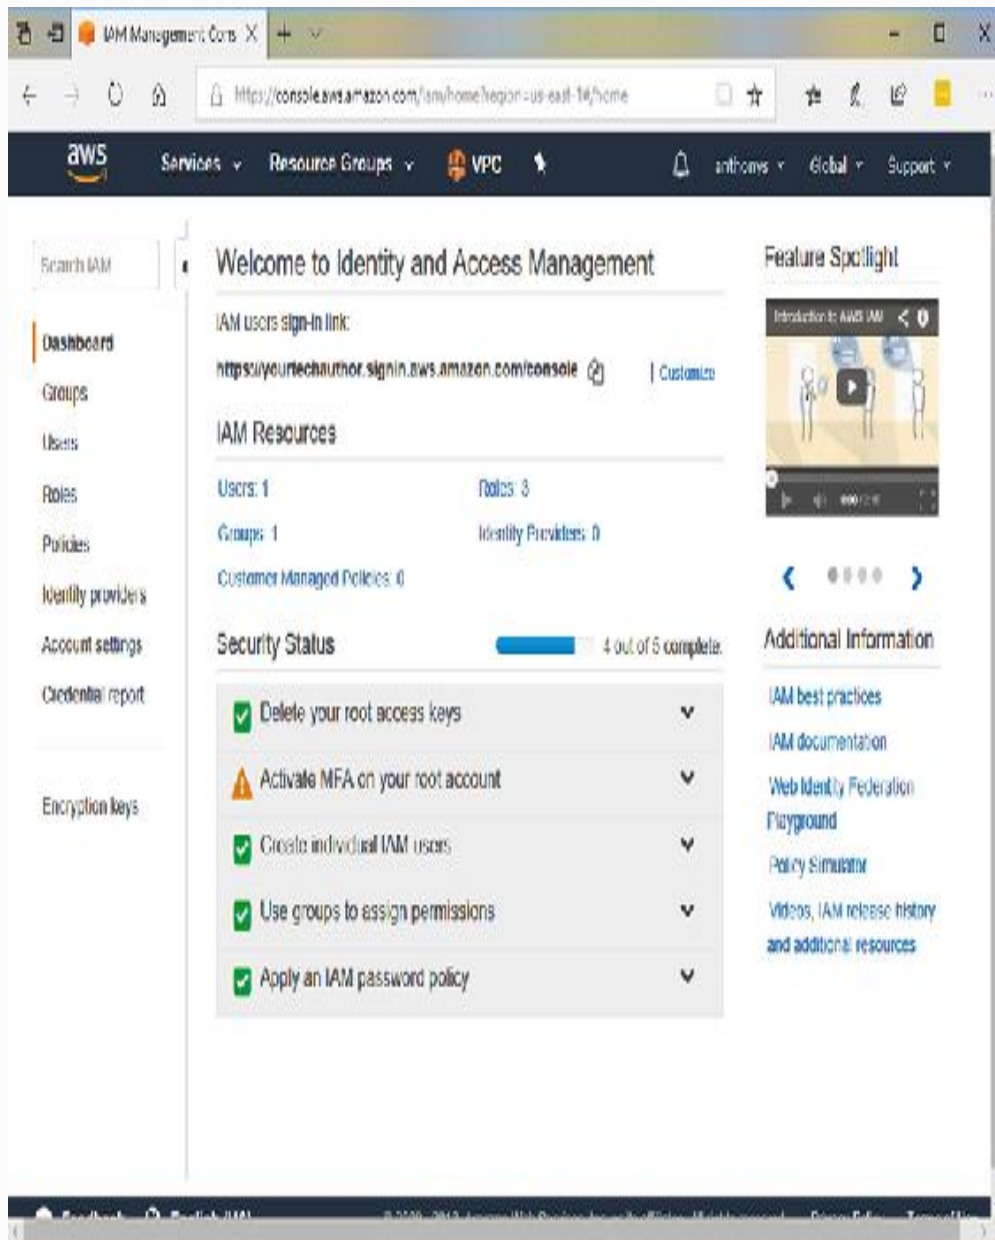 IAM Management Cons
https://console.aws.amazon.com/iam/home?region=us-east-1#/home
aws
Services
Resource Groups
VPC
anthonys
Global
Support
Search IAM
Dashboard
Groups
Users
Roles
Policies
Identity providers
Account settings
Credential report
Encryption keys
Welcome to Identity and Access Management
IAM users sign-in link:
https://yourtechauthor.signin.aws.amazon.com/console
Customize
IAM Resources
Users: 1
Roles: 3
Groups: 1
Identity Providers: 0
Customer Managed Policies: 0
Security Status
4 out of 5 complete.
Delete your root access keys
Activate MFA on your root account
Create individual IAM users
Use groups to assign permissions
Apply an IAM password policy
Feature Spotlight
Introduction to AWS IAM
Additional Information
IAM best practices
IAM documentation
Web Identity Federation
Playground
Policy Simulator
Videos, IAM release history
and additional resources